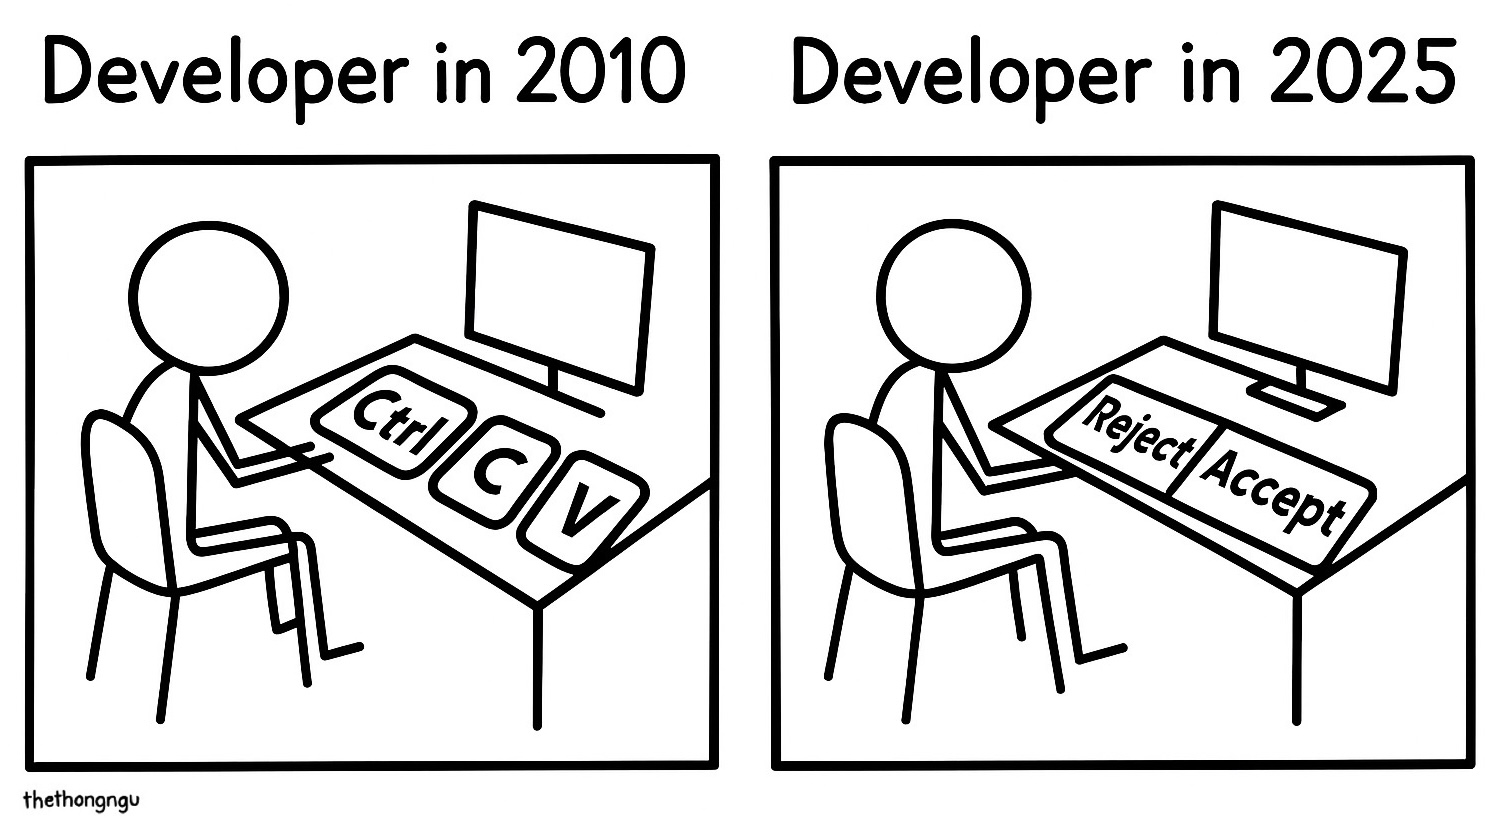 Developer in 2010
Developer in 2025
Ctrl
C
V
Reject
Accept
thethongngu